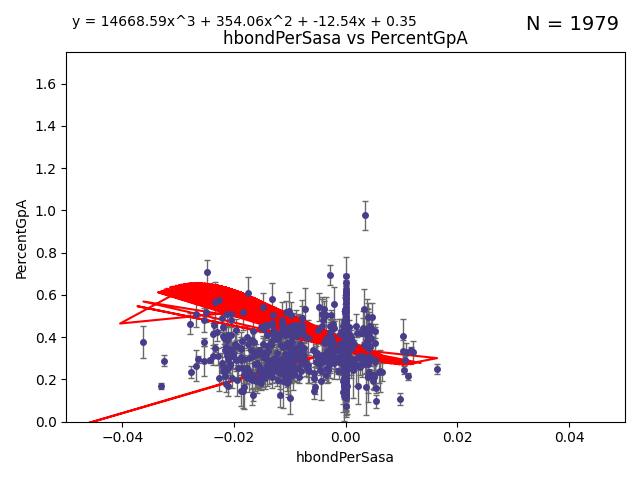 y = 14668.59x^3 + 354.06x^2 + -12.54x + 0.35
N = 1979
hbondPerSasa vs PercentGpA
1.6
1.4
1.2
1.0
0.8
0.6
0.4
0.2
0.0
PercentGpA
−0.04 −0.02 0.00 0.02 0.04
hbondPerSasa